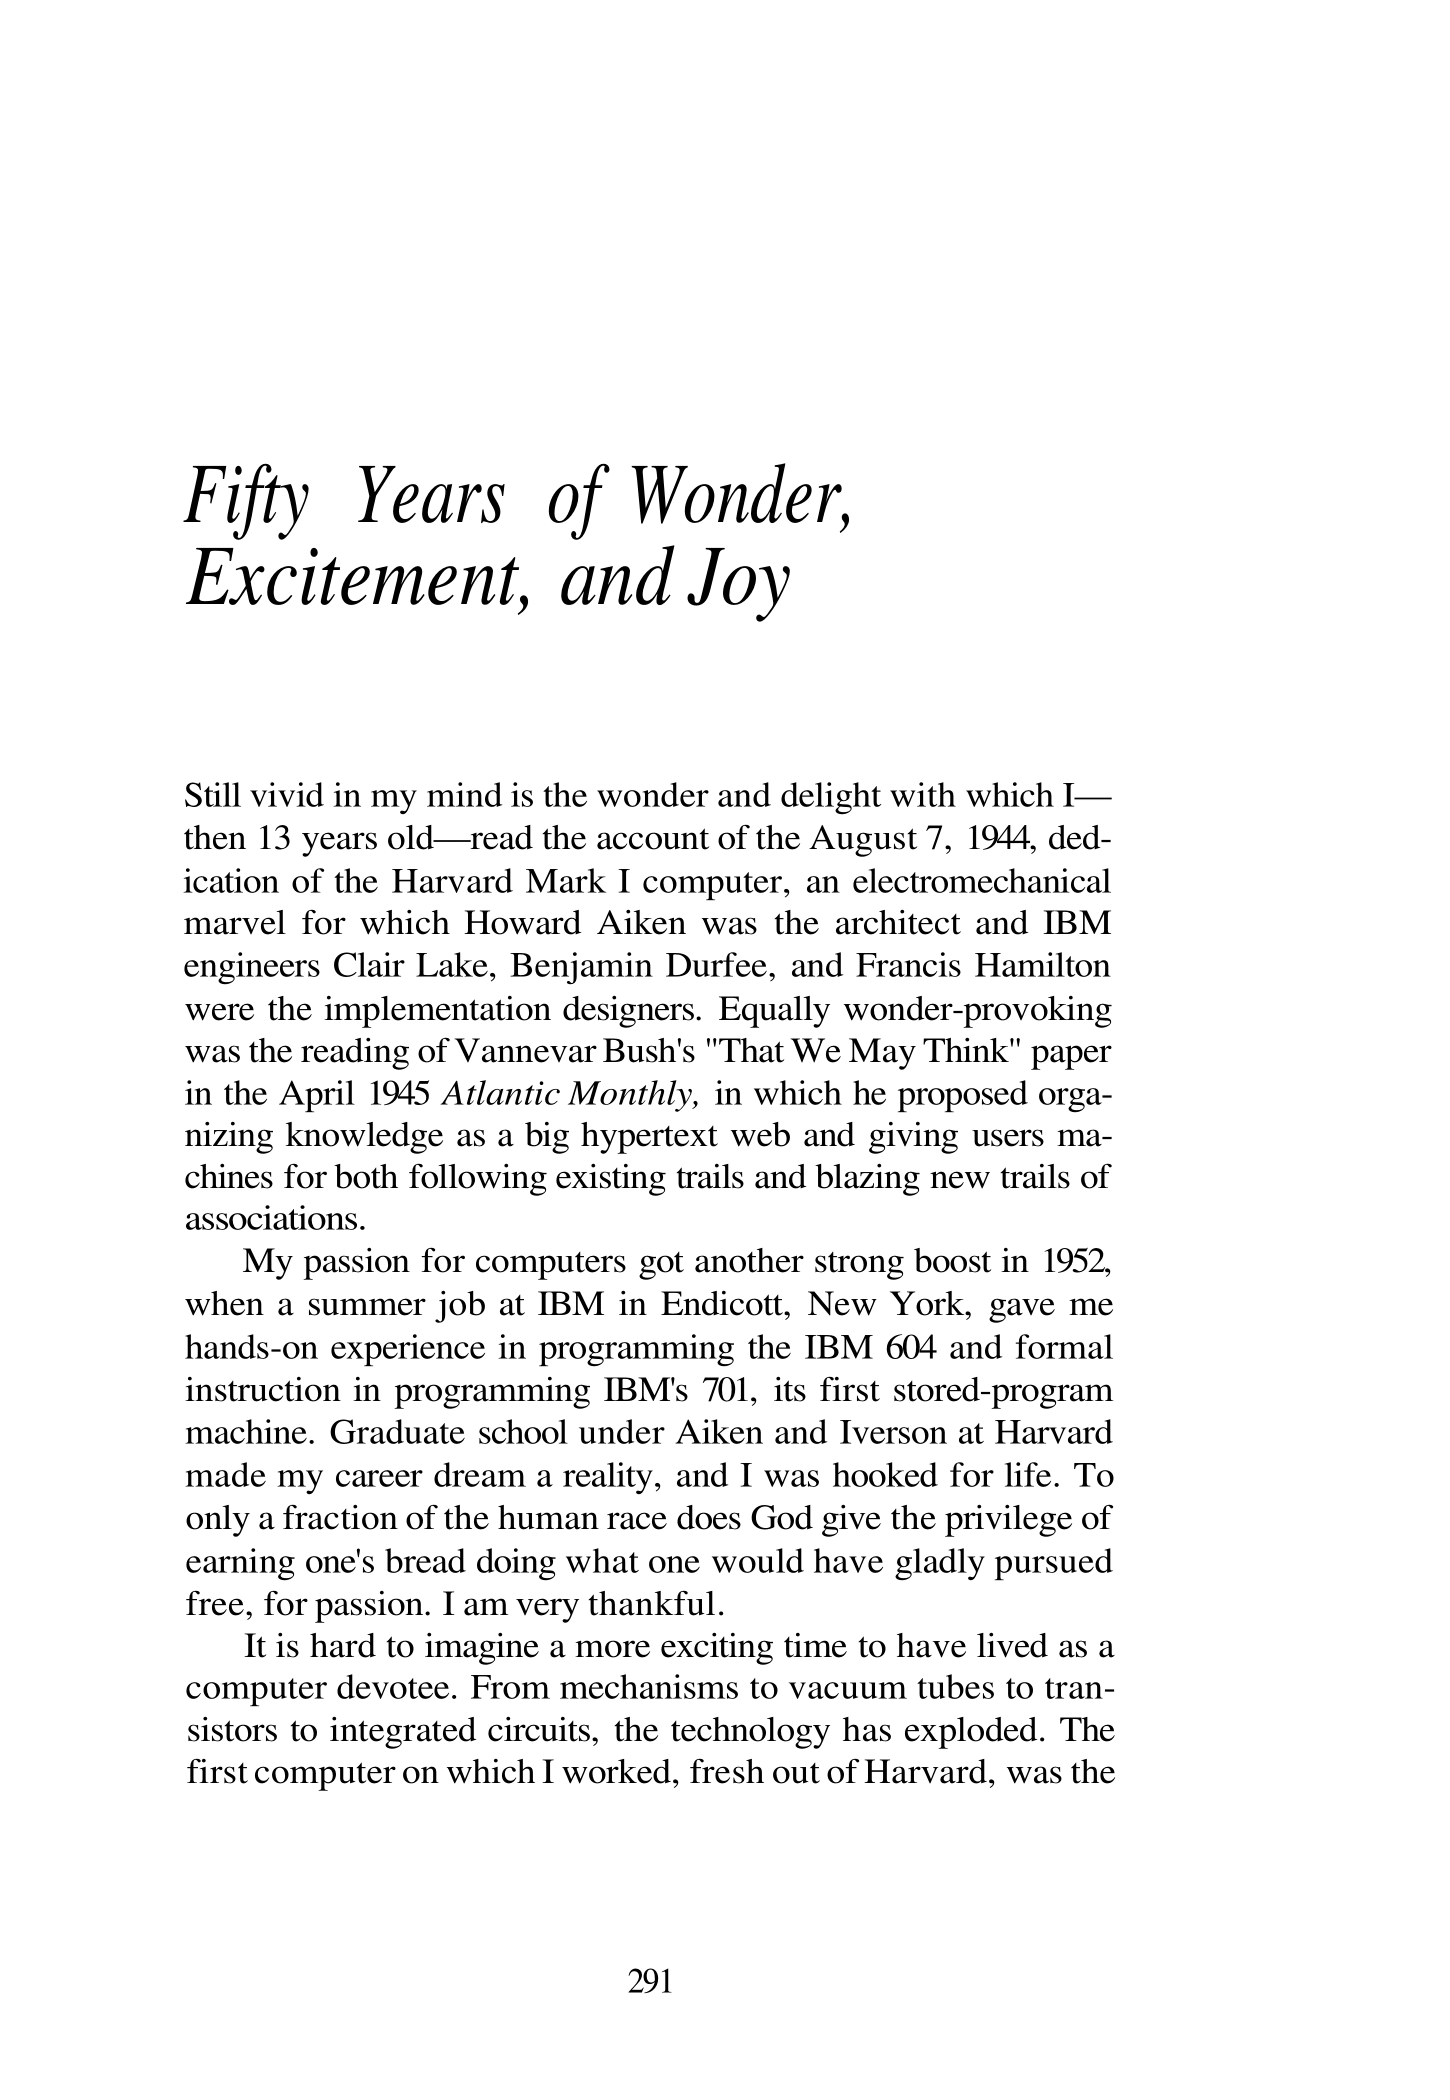 Fifty Years of Wonder,
Excitement, and Joy
Still vivid in my mind is the wonder and delight with which I—
then 13 years old—read the account of the August 7, 1944, ded-
ication of the Harvard Mark I computer, an electromechanical
marvel for which Howard Aiken was the architect and IBM
engineers Clair Lake, Benjamin Durfee, and Francis Hamilton
were the implementation designers. Equally wonder-provoking
was the reading of Vannevar Bush's "That We May Think" paper
in the April 1945 Atlantic Monthly, in which he proposed orga-
nizing knowledge as a big hypertext web and giving users ma-
chines for both following existing trails and blazing new trails of
associations.
My passion for computers got another strong boost in 1952,
when a summer job at IBM in Endicott, New York, gave me
hands-on experience in programming the IBM 604 and formal
instruction in programming IBM's 701, its first stored-program
machine. Graduate school under Aiken and Iverson at Harvard
made my career dream a reality, and I was hooked for life. To
only a fraction of the human race does God give the privilege of
earning one's bread doing what one would have gladly pursued
free, for passion. I am very thankful.
It is hard to imagine a more exciting time to have lived as a
computer devotee. From mechanisms to vacuum tubes to tran-
sistors to integrated circuits, the technology has exploded. The
first computer on which I worked, fresh out of Harvard, was the
291